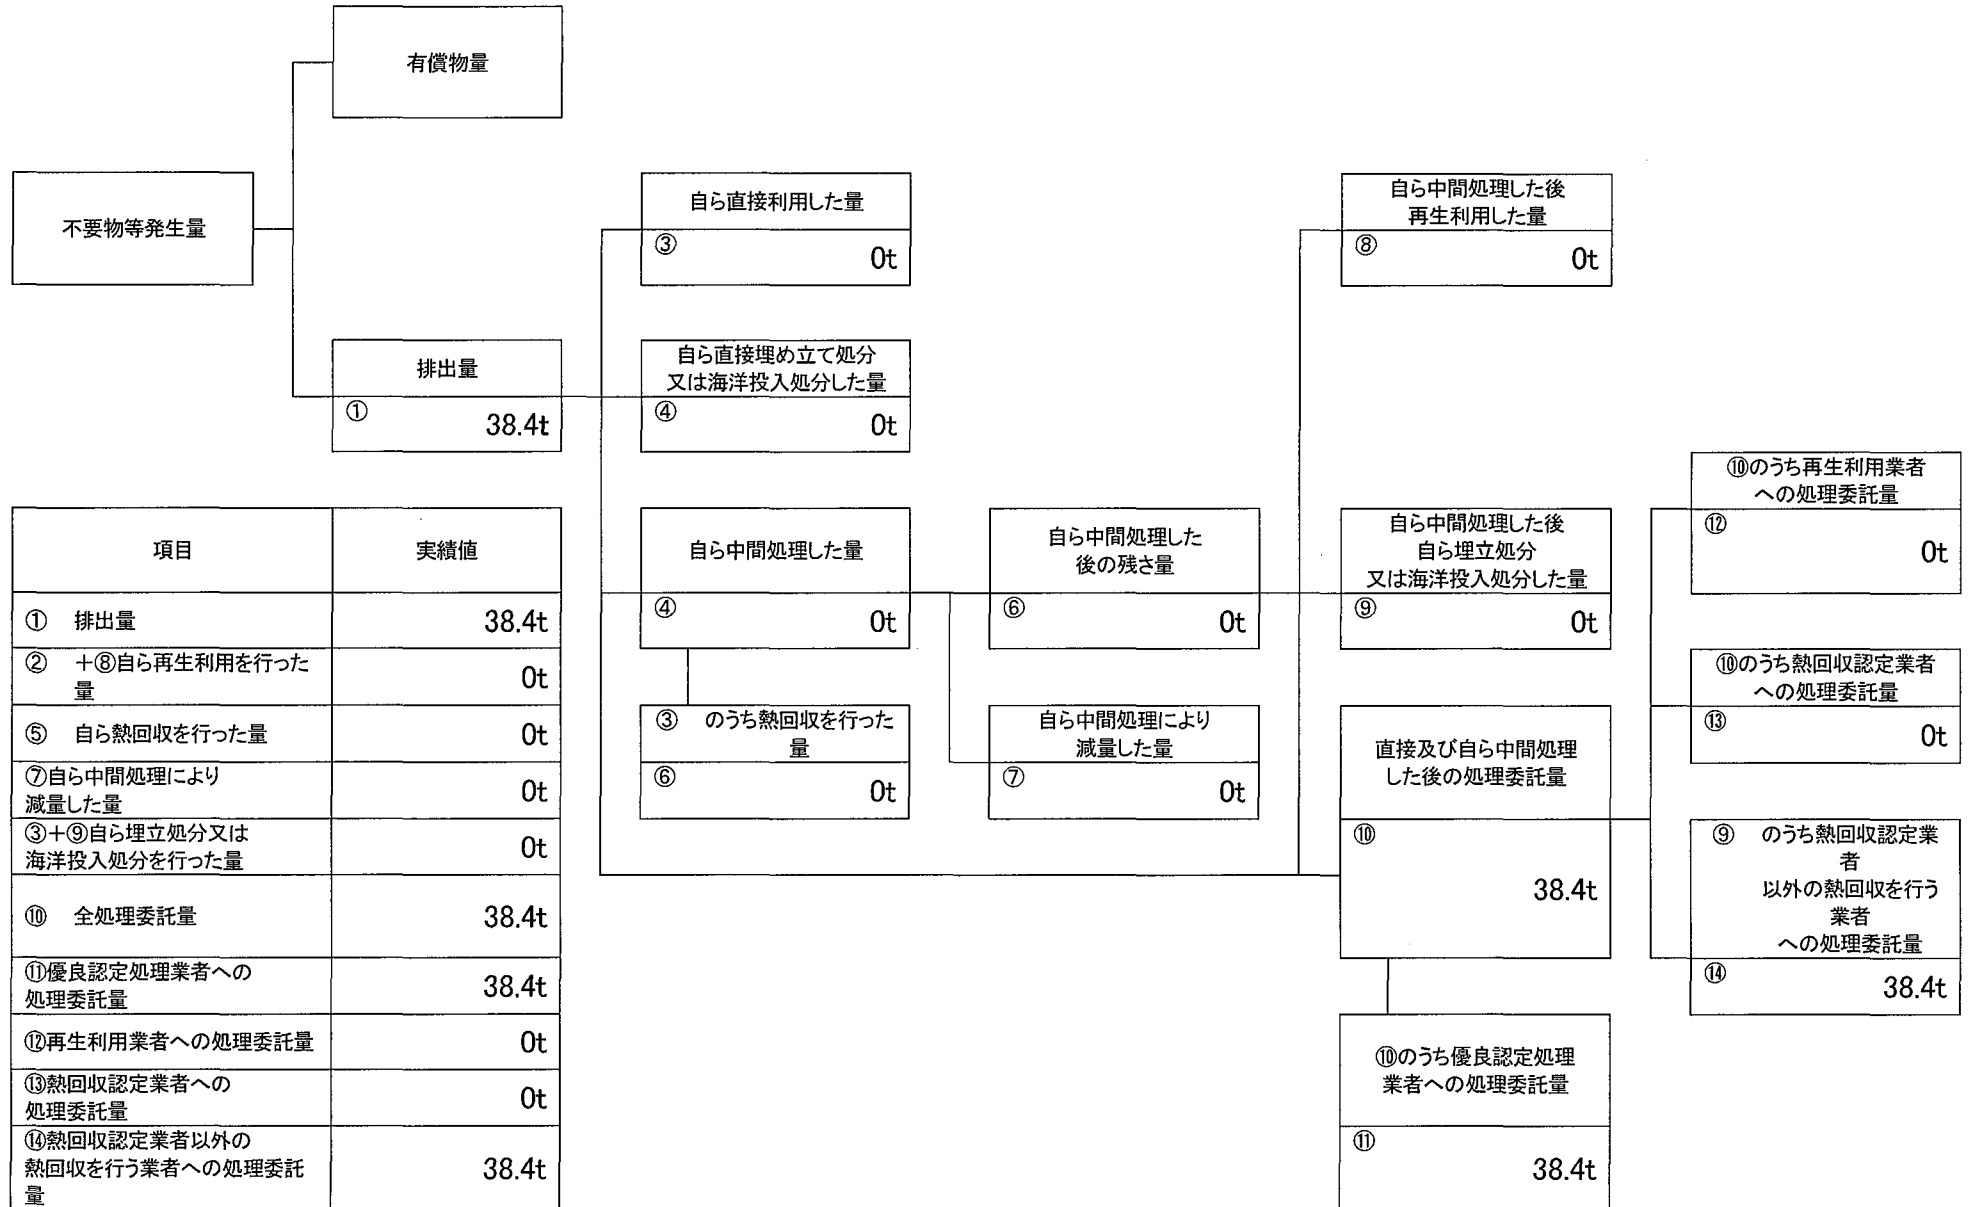 有償物量
不要物等発生量
排出量
①
38.4t
自ら直接利用した量
③
0t
自ら直接埋め立て処分
又は海洋投入処分した量
④
0t
自ら中間処理した量
④
0t
③ のうち熱回収を行った
量
⑥
0t
自ら中間処理した
後の残さ量
⑥
0t
自ら中間処理により
減量した量
⑦
0t
自ら中間処理した後
再生利用した量
⑧
0t
自ら中間処理した後
自ら埋立処分
又は海洋投入処分した量
⑨
0t
直接及び自ら中間処理
した後の処理委託量
⑩
38.4t
⑩のうち優良認定処理
業者への処理委託量
⑪
38.4t
⑩のうち再生利用業者
への処理委託量
⑫
0t
⑩のうち熱回収認定業者
への処理委託量
⑬
0t
⑨ のうち熱回収認定業
者
以外の熱回収を行う
業者
への処理委託量
⑭
38.4t
項目 実績値
① 排出量 38.4t
② +⑧自ら再生利用を行った
量
0t
⑤ 自ら熱回収を行った量 0t
⑦自ら中間処理により
減量した量
0t
③+⑨自ら埋立処分又は
海洋投入処分を行った量
0t
⑩ 全処理委託量 38.4t
⑪優良認定処理業者への
処理委託量
38.4t
⑫再生利用業者への処理委託量 0t
⑬熱回収認定業者への
処理委託量
0t
⑭熱回収認定業者以外の
熱回収を行う業者への処理委託
量
38.4t